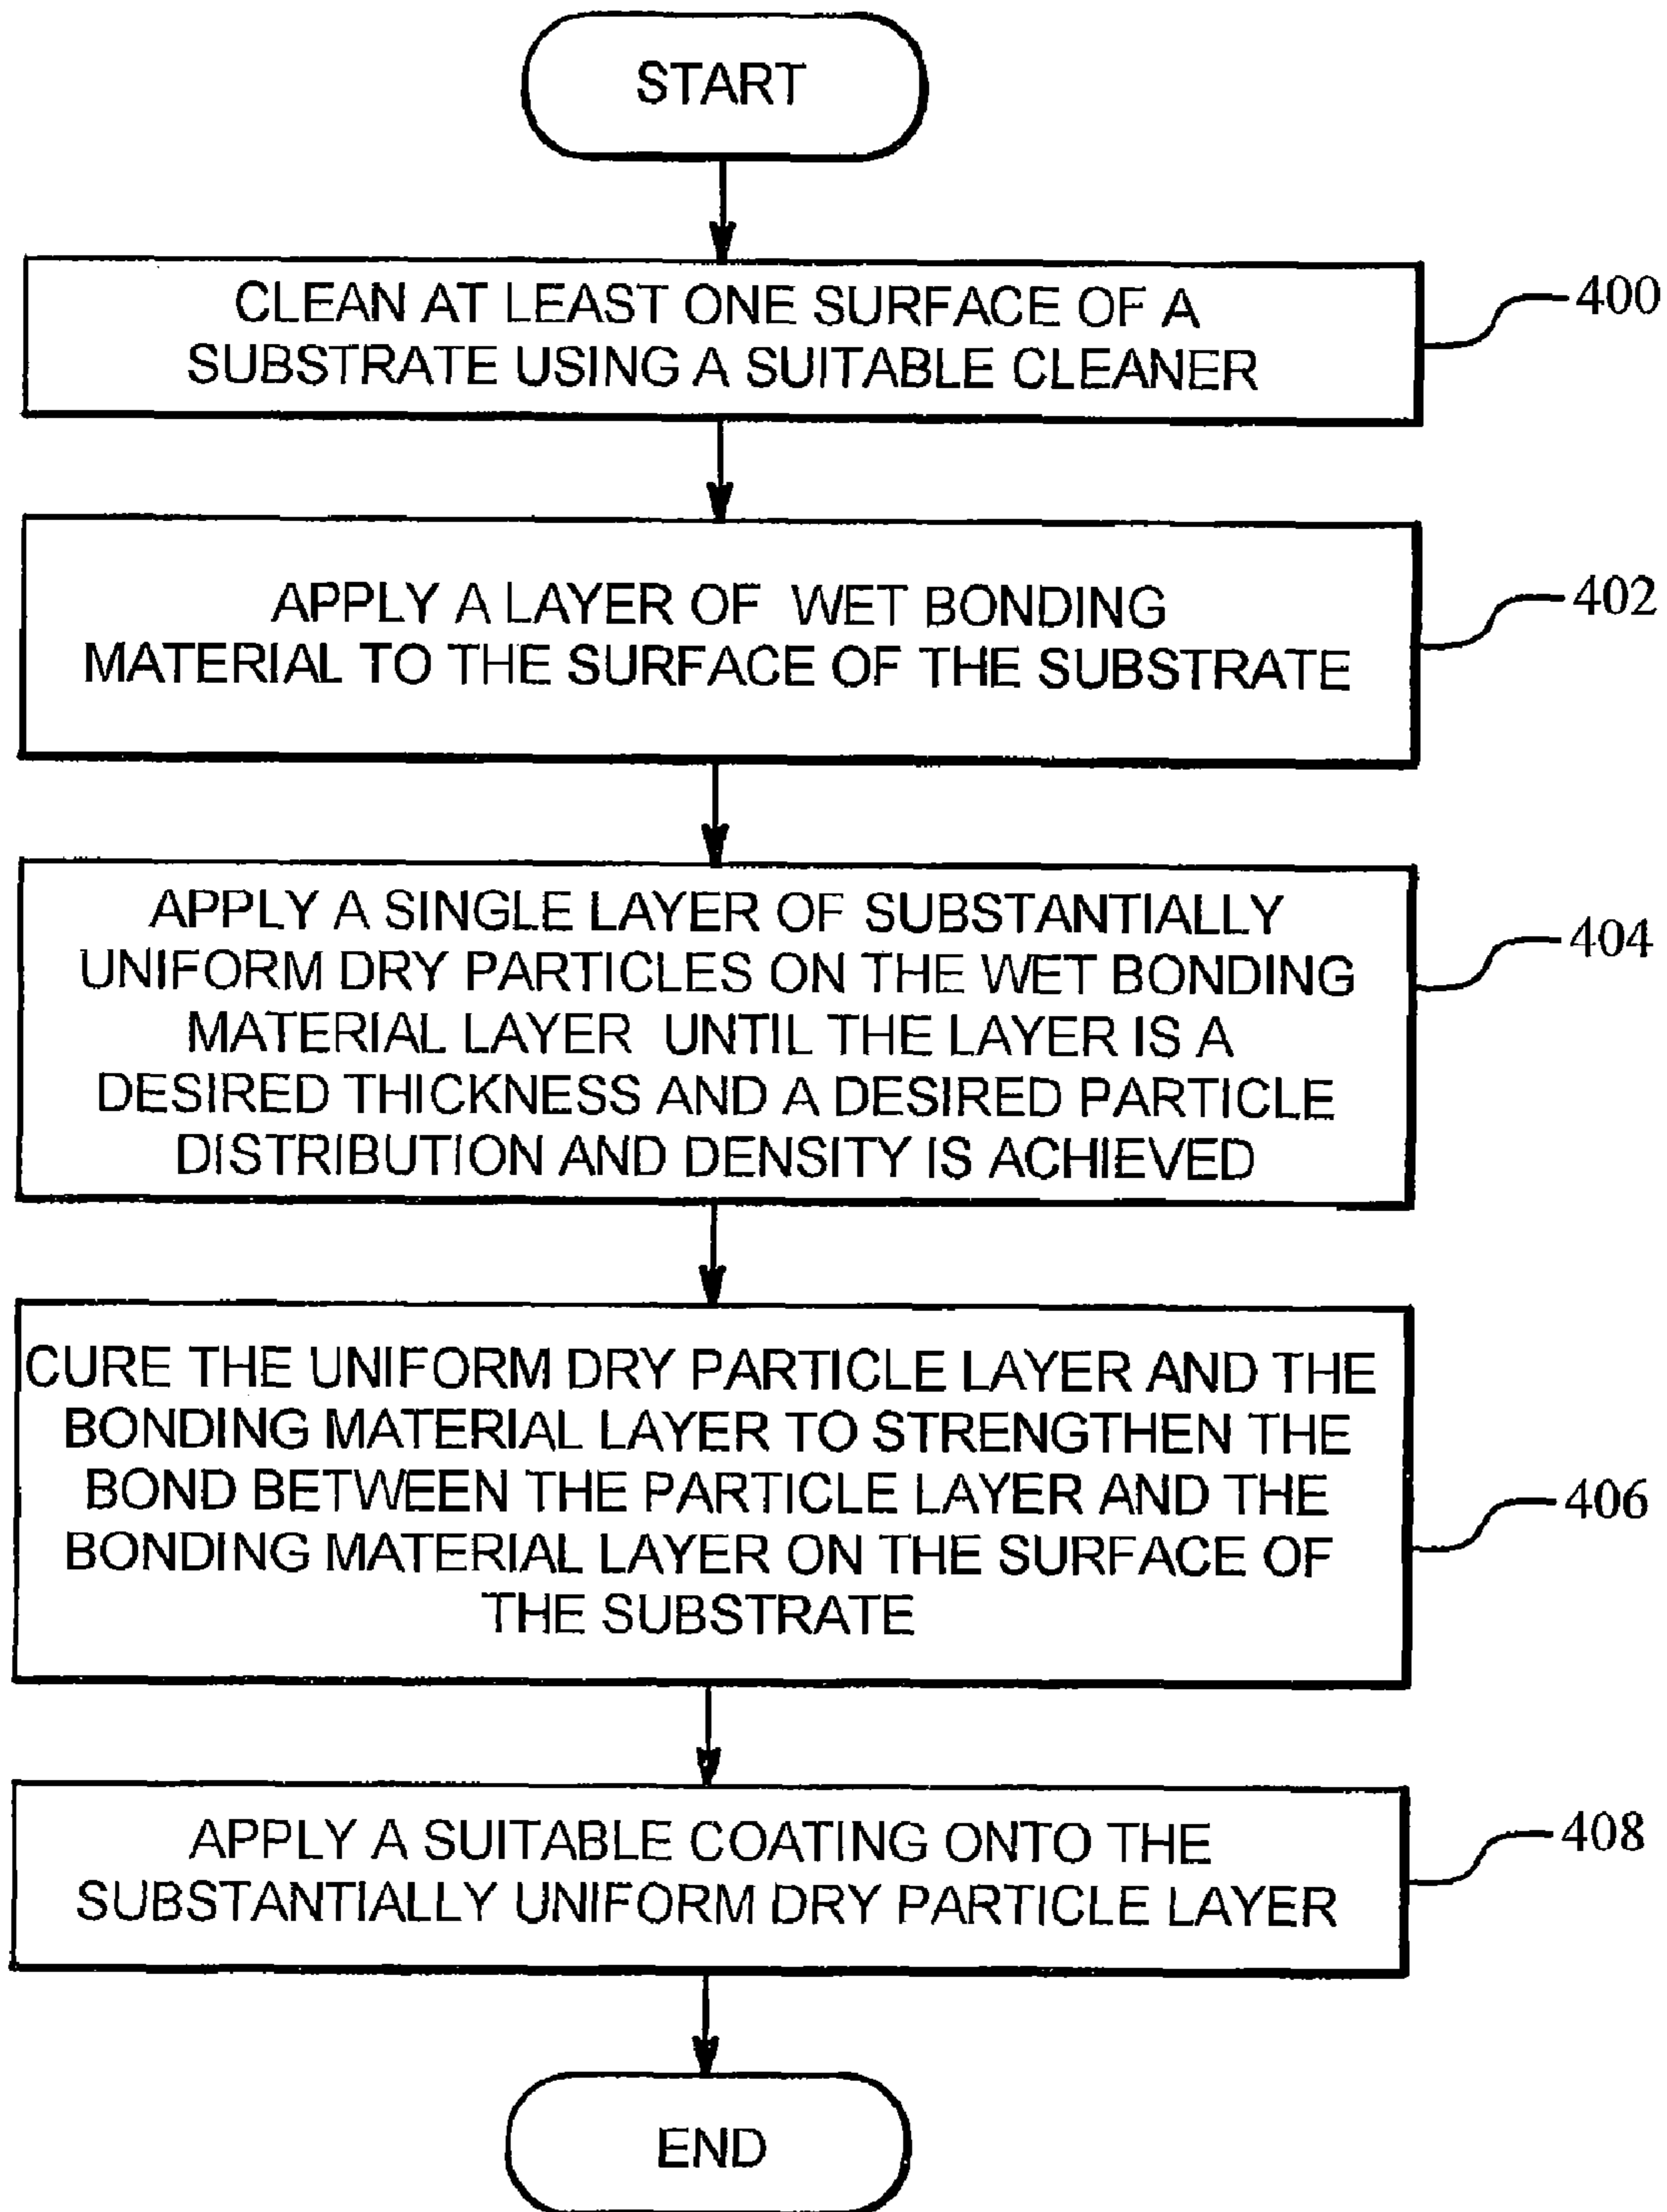 START
CLEAN AT LEAST ONE SURFACE OF A
SUBSTRATE USING A SUITABLE CLEANER
400
APPLY A LAYER OF WET BONDING
MATERIAL TO THE SURFACE OF THE SUBSTRATE
402
APPLY A SINGLE LAYER OF SUBSTANTIALLY
UNIFORM DRY PARTICLES ON THE WET BONDING
MATERIAL LAYER UNTIL THE LAYER IS A
DESIRED THICKNESS AND A DESIRED PARTICLE
DISTRIBUTION AND DENSITY IS ACHIEVED
404
CURE THE UNIFORM DRY PARTICLE LAYER AND THE
BONDING MATERIAL LAYER TO STRENGTHEN THE
BOND BETWEEN THE PARTICLE LAYER AND THE
BONDING MATERIAL LAYER ON THE SURFACE OF
THE SUBSTRATE
406
APPLY A SUITABLE COATING ONTO THE
SUBSTANTIALLY UNIFORM DRY PARTICLE LAYER
408
END